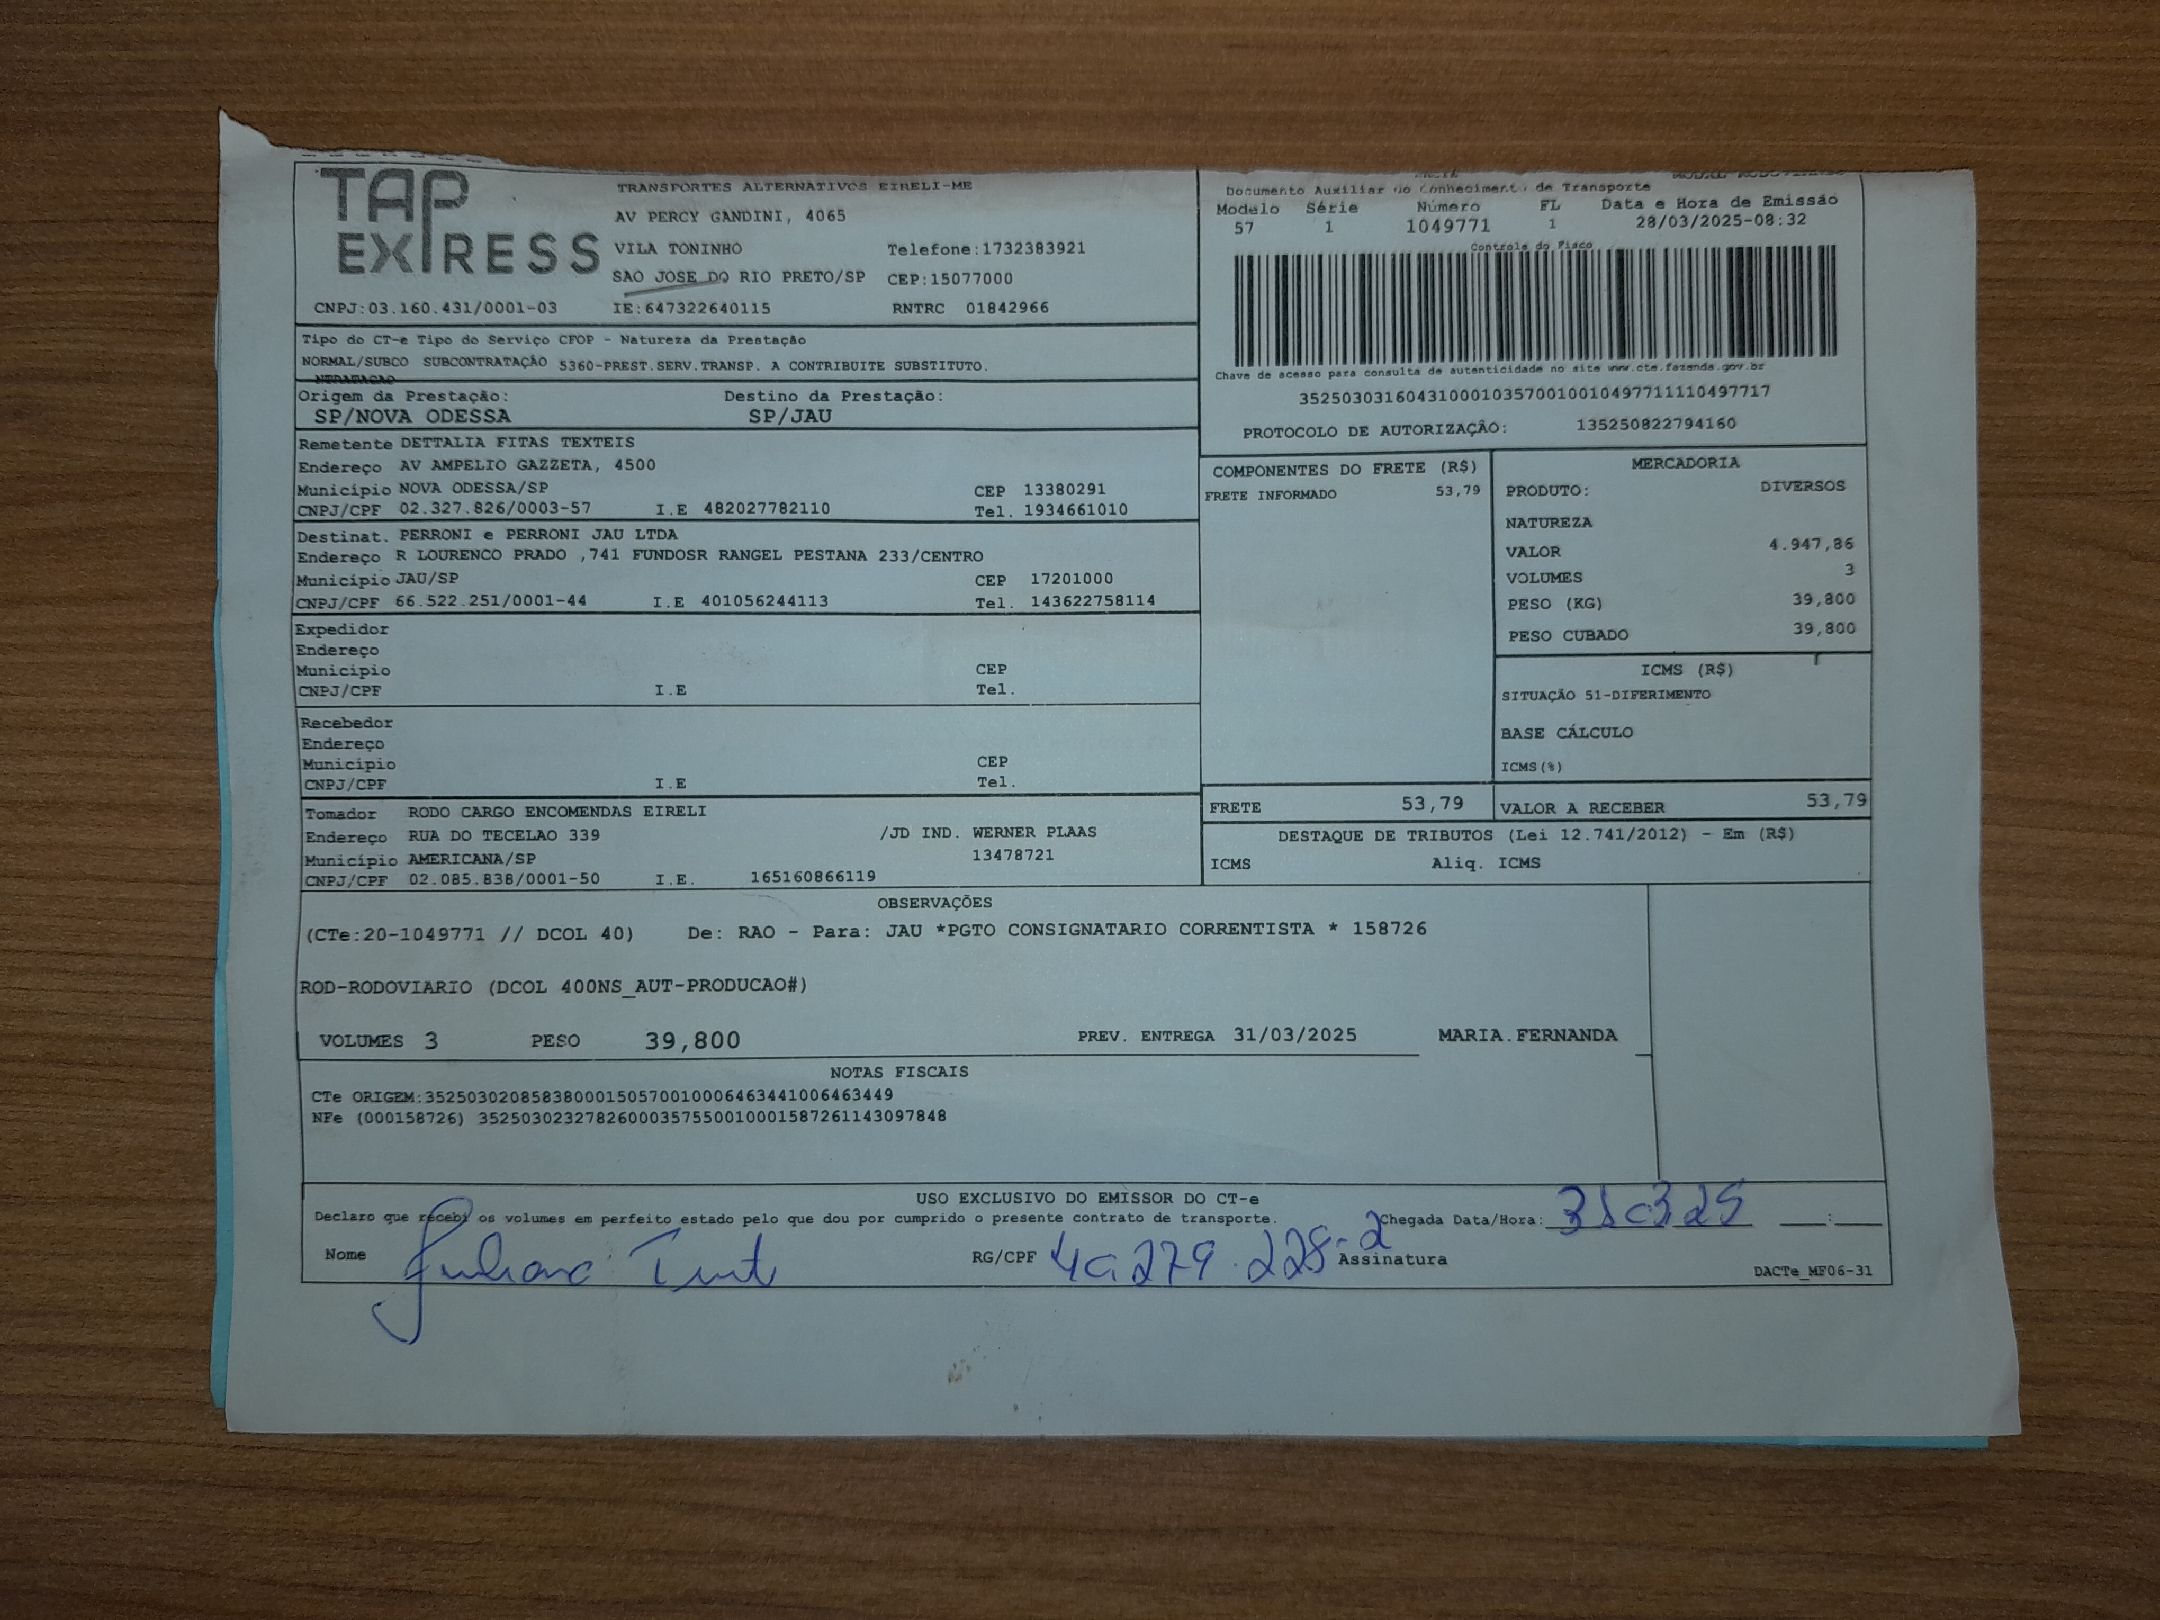 TAP EXPRESS
TRANSPORTES ALTERNATIVOS EIRELI-ME
AV PERCY GANDINI, 4065
VILA TONINHO Telefone:1732383921
SAO JOSE DO RIO PRETO/SP CEP:15077000
CNPJ:03.160.431/0001-03 IE:647322640115 RNTRC 01842966
Documento Auxiliar do Conhecimento de Transporte
Modelo Série Número FL Data e Hora de Emissão
57 1 1049771 1 28/03/2025-08:32
Controle do Fisco
Chave de acesso para consulta de autenticidade no site www.cte.fazenda.gov.br
35250303160431000103570010010497711110497717
PROTOCOLO DE AUTORIZAÇÃO: 135250822794160
Tipo do CT-e Tipo do Serviço CFOP - Natureza da Prestação
NORMAL/SUBCO SUBCONTRATAÇÃO 5360-PREST.SERV.TRANSP. A CONTRIBUITE SUBSTITUTO.
Origem da Prestação: Destino da Prestação:
SP/NOVA ODESSA SP/JAU
Remetente DETTALIA FITAS TEXTEIS
Endereço AV AMPELIO GAZZETA, 4500
Município NOVA ODESSA/SP CEP 13380291
CNPJ/CPF 02.327.826/0003-57 I.E 482027782110 Tel. 1934661010
Destinat. PERRONI e PERRONI JAU LTDA
Endereço R LOURENCO PRADO ,741 FUNDOSR RANGEL PESTANA 233/CENTRO
Município JAU/SP CEP 17201000
CNPJ/CPF 66.522.251/0001-44 I.E 401056244113 Tel. 143622758114
Expedidor
Endereço
Município CEP
CNPJ/CPF I.E Tel.
Recebedor
Endereço
Município CEP
CNPJ/CPF I.E Tel.
Tomador RODO CARGO ENCOMENDAS EIRELI
Endereço RUA DO TECELAO 339 /JD IND. WERNER PLAAS
Município AMERICANA/SP 13478721
CNPJ/CPF 02.085.838/0001-50 I.E. 165160866119
COMPONENTES DO FRETE (R$)
FRETE INFORMADO 53,79
MERCADORIA
PRODUTO: DIVERSOS
NATUREZA
VALOR 4.947,86
VOLUMES 3
PESO (KG) 39,800
PESO CUBADO 39,800
ICMS (R$)
SITUAÇÃO 51-DIFERIMENTO
BASE CÁLCULO
ICMS(%)
FRETE 53,79 VALOR A RECEBER 53,79
DESTAQUE DE TRIBUTOS (Lei 12.741/2012) - Em (R$)
ICMS Aliq. ICMS
OBSERVAÇÕES
(CTe:20-1049771 // DCOL 40) De: RAO - Para: JAU *PGTO CONSIGNATARIO CORRENTISTA * 158726
ROD-RODOVIARIO (DCOL 400NS_AUT-PRODUCAO#)
VOLUMES 3 PESO 39,800 PREV. ENTREGA 31/03/2025 MARIA.FERNANDA
NOTAS FISCAIS
CTe ORIGEM:35250302085838000150570010006463441006463449
NFe (000158726) 35250302327826000357550010001587261143097848
USO EXCLUSIVO DO EMISSOR DO CT-e
Declaro que recebi os volumes em perfeito estado pelo que dou por cumprido o presente contrato de transporte. Chegada Data/Hora: __:__
Nome RG/CPF Assinatura
DACTe_MF06-31